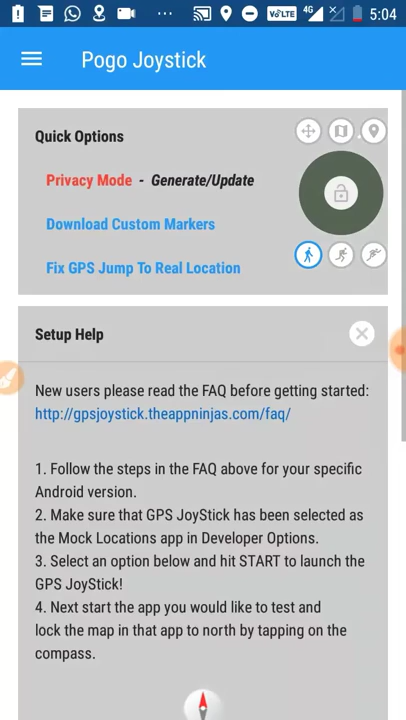 VoLTE 4G 5:04
Pogo Joystick
Quick Options
Privacy Mode - Generate/Update
Download Custom Markers
Fix GPS Jump To Real Location
Setup Help
New users please read the FAQ before getting started:
http://gpsjoystick.theappninjas.com/faq/
1. Follow the steps in the FAQ above for your specific
Android version.
2. Make sure that GPS JoyStick has been selected as
the Mock Locations app in Developer Options.
3. Select an option below and hit START to launch the
GPS JoyStick!
4. Next start the app you would like to test and
lock the map in that app to north by tapping on the
compass.